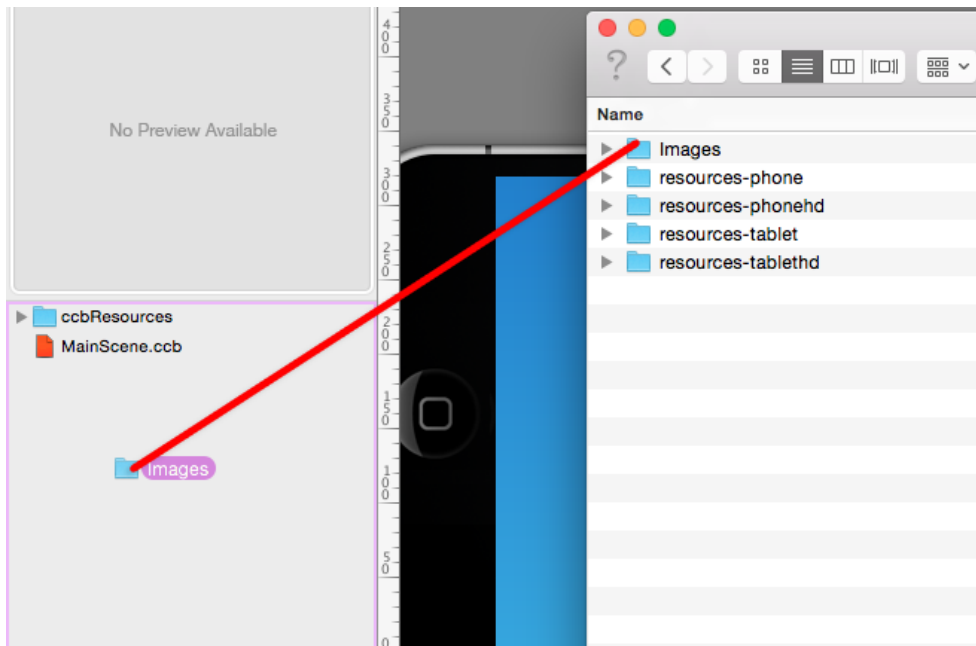 No Preview Available
ccbResources
MainScene.ccb
Images
400
350
300
250
200
150
100
50
0
?
Name
Images
resources-phone
resources-phonehd
resources-tablet
resources-tablethd